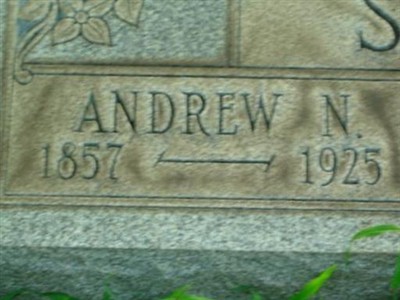 S
ANDREW N.
1857 — 1925